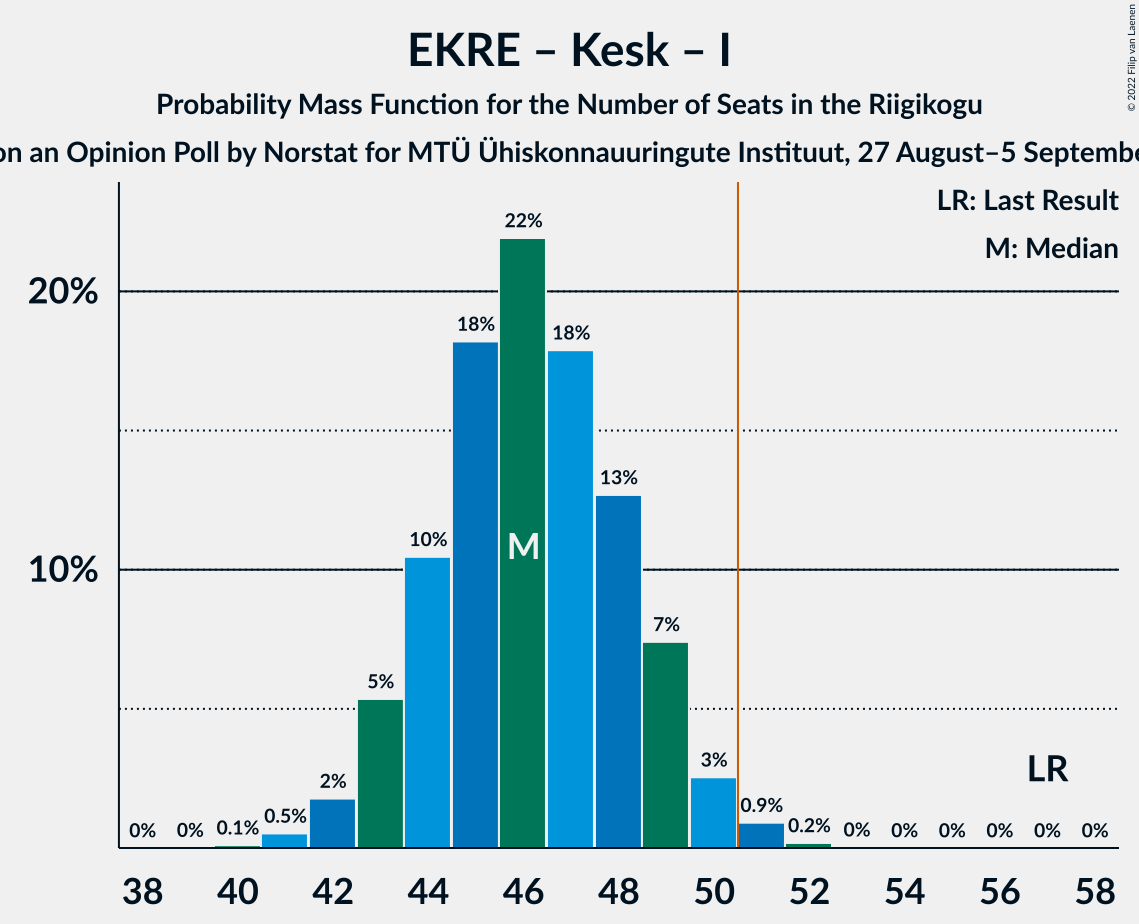 EKRE – Kesk – I
Probability Mass Function for the Number of Seats in the Riigikogu
on an Opinion Poll by Norstat for MTÜ Ühiskonnauuringute Instituut, 27 August–5 Septembe
© 2022 Filip van Laenen
LR: Last Result
M: Median
20%
10%
0%
0%
0.1%
0.5%
2%
5%
10%
18%
22%
18%
13%
7%
3%
0.9%
0.2%
0%
0%
0%
0%
0%
0%
M
LR
38 40 42 44 46 48 50 52 54 56 58